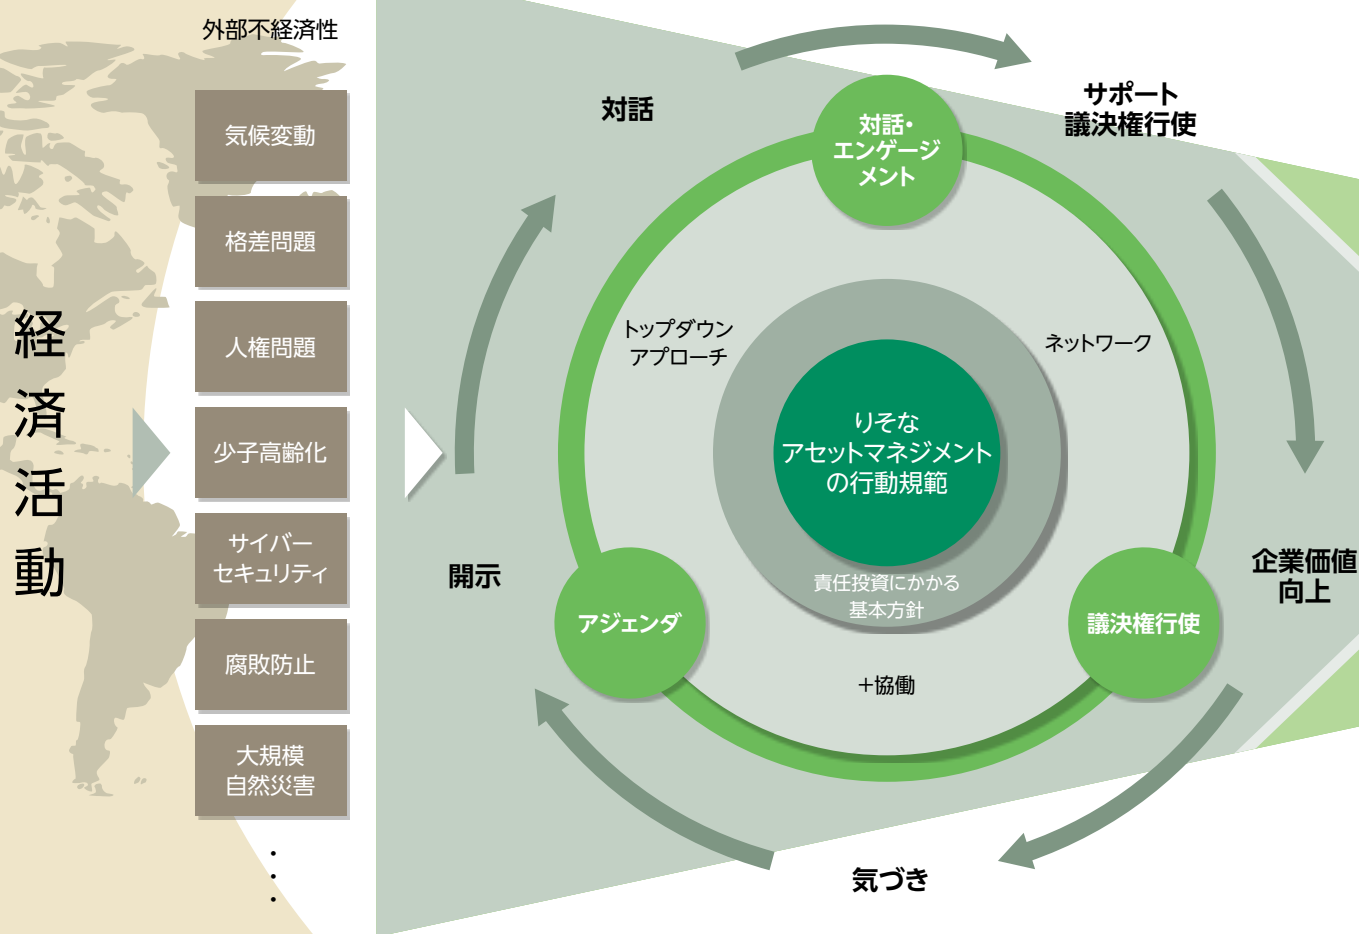 経済活動
外部不経済性
気候変動
格差問題
人権問題
少子高齢化
サイバー
セキュリティ
腐敗防止
大規模
自然災害
・
・
・
対話
サポート
議決権行使
企業価値
向上
気づき
開示
対話・
エンゲージ
メント
トップダウン
アプローチ
ネットワーク
りそな
アセットマネジメント
の行動規範
責任投資にかかる
基本方針
アジェンダ
議決権行使
＋協働